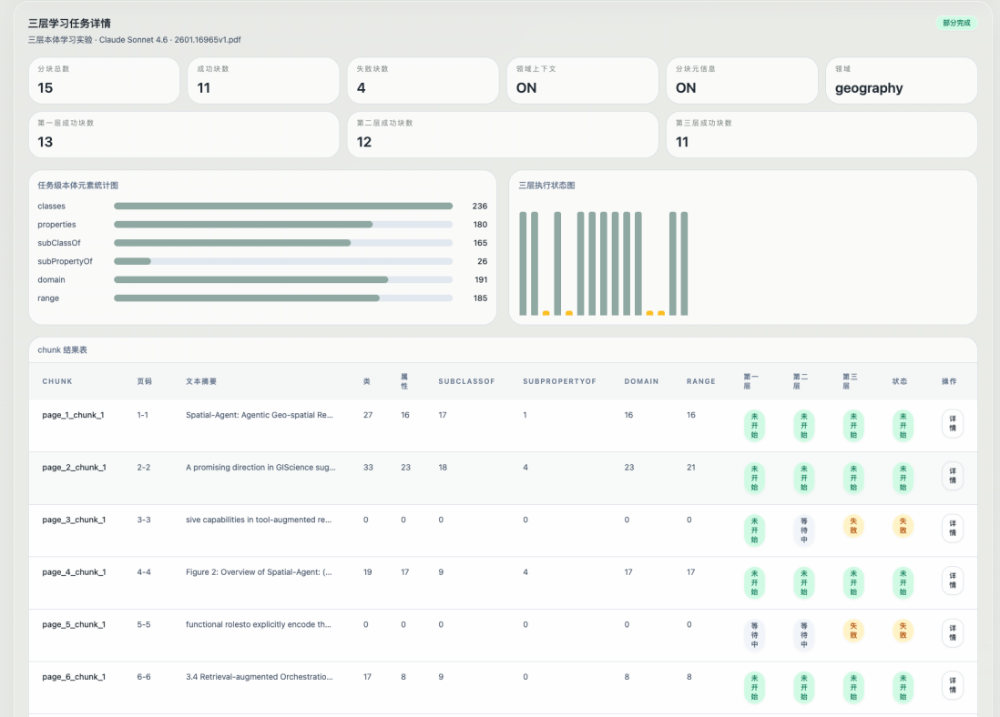 三层学习任务详情
部分完成
三层本体学习实验 · Claude Sonnet 4.6 · 2601.16965v1.pdf
分块总数 成功块数 失败块数 领域上下文 分块元信息 领域
15 11 4 ON ON geography
第一层成功块数 第二层成功块数 第三层成功块数
13 12 11
任务级本体元素统计图
classes 236
properties 180
subClassOf 165
subPropertyOf 26
domain 191
range 185
三层执行状态图
chunk 结果表
CHUNK 页码 文本摘要 类 属性 SUBCLASSOF SUBPROPERTYOF DOMAIN RANGE 第一层 第二层 第三层 状态 操作
page_1_chunk_1 1-1 Spatial-Agent: Agentic Geo-spatial Re... 27 16 17 1 16 16 未开始 未开始 未开始 未开始 详情
page_2_chunk_1 2-2 A promising direction in GIScience sug... 33 23 18 4 23 21 未开始 未开始 未开始 未开始 详情
page_3_chunk_1 3-3 sive capabilities in tool-augmented re... 0 0 0 0 0 0 未开始 等待中 失败 失败 详情
page_4_chunk_1 4-4 Figure 2: Overview of Spatial-Agent: (... 19 17 9 4 17 17 未开始 未开始 未开始 未开始 详情
page_5_chunk_1 5-5 functional rolesto explicitly encode th... 0 0 0 0 0 0 等待中 等待中 失败 失败 详情
page_6_chunk_1 6-6 3.4 Retrieval-augmented Orchestratio... 17 8 9 0 8 8 未开始 未开始 未开始 未开始 详情